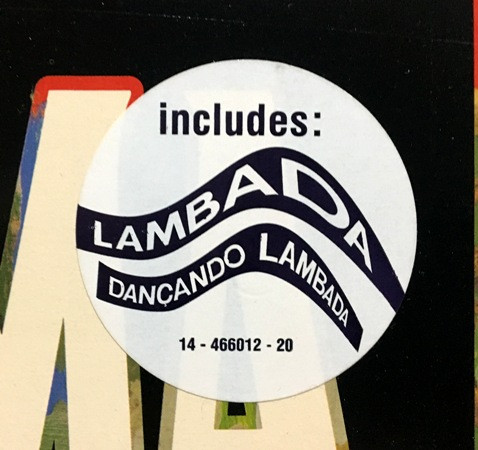 includes:
LAMBADA
DANÇANDO LAMBADA
14 - 466012 - 20